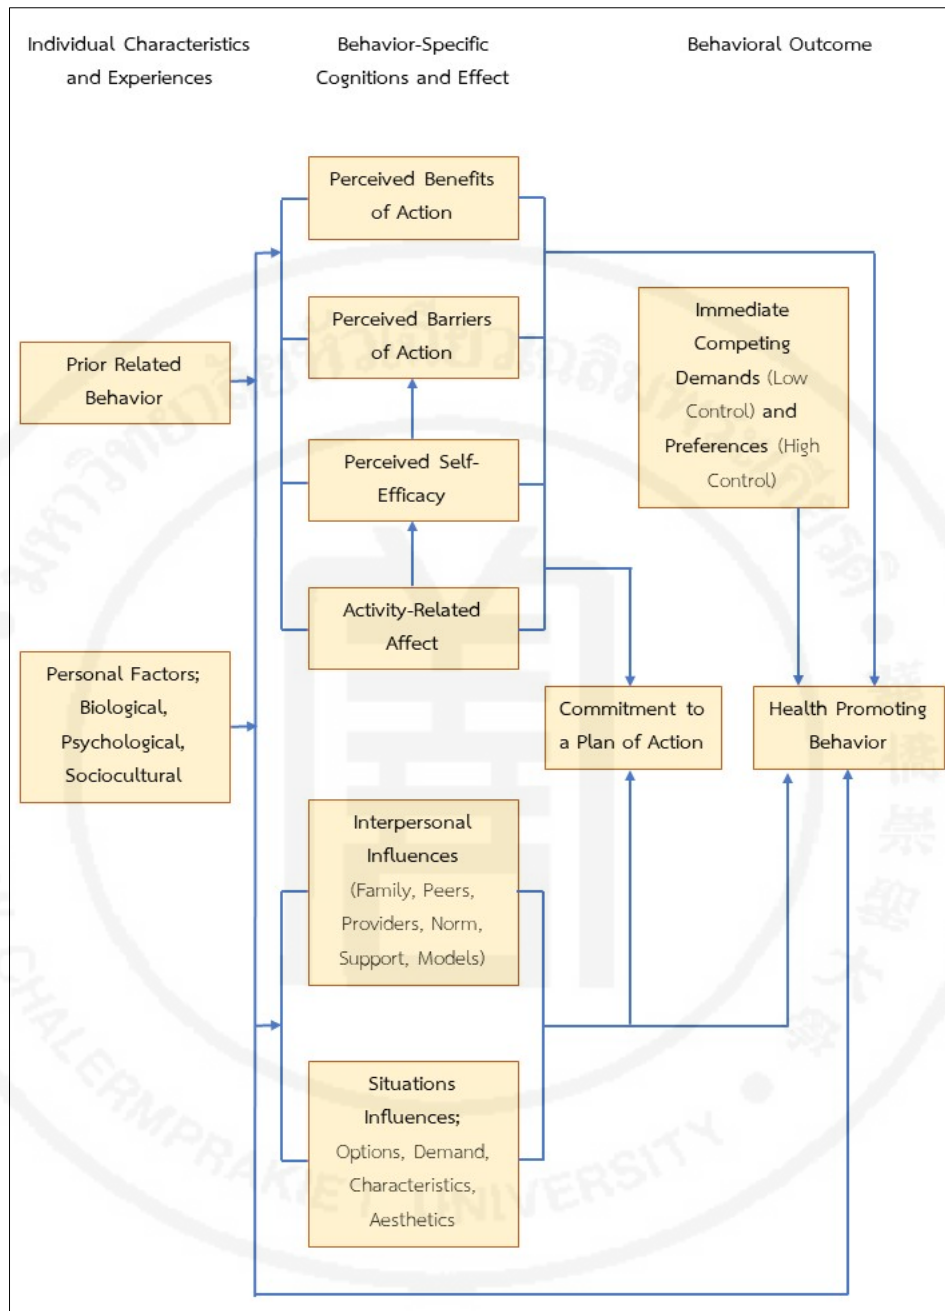 Individual Characteristics
and Experiences
Behavior-Specific
Cognitions and Effect
Behavioral Outcome
Perceived Benefits
of Action
Perceived Barriers
of Action
Perceived Self-
Efficacy
Activity-Related
Affect
Prior Related
Behavior
Personal Factors;
Biological,
Psychological,
Sociocultural
Interpersonal
Influences
(Family, Peers,
Providers, Norm,
Support, Models)
Situations
Influences;
Options, Demand,
Characteristics,
Aesthetics
Immediate
Competing
Demands (Low
Control) and
Preferences (High
Control)
Commitment to
a Plan of Action
Health Promoting
Behavior
CHALERMPRAKIET UNIVERSITY